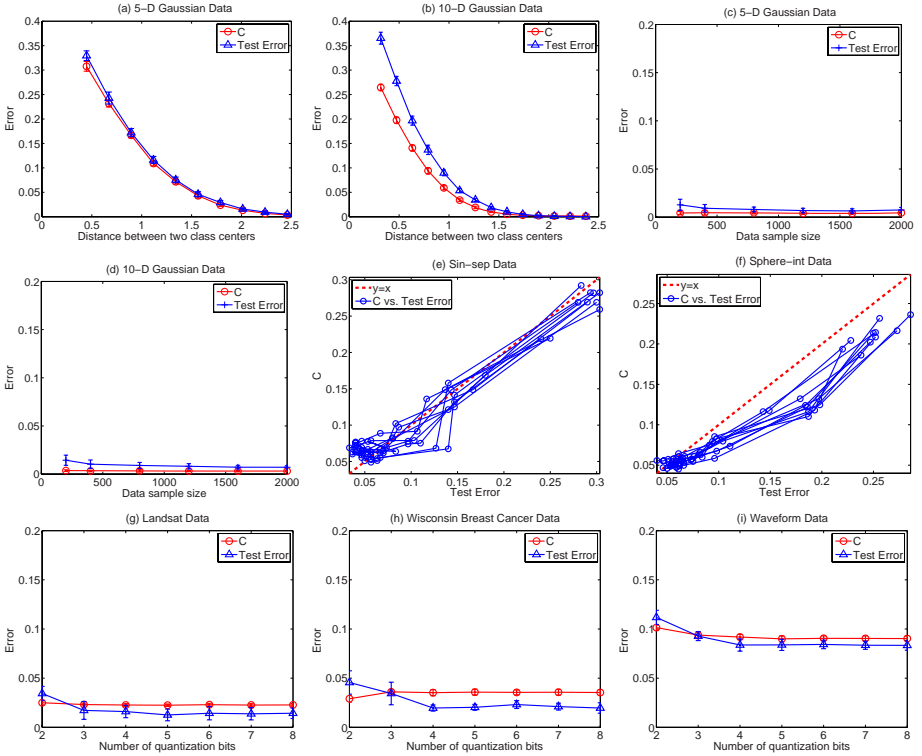 (a) 5-D Gaussian Data
0.4
0.35
0.3
0.25
0.2
0.15
0.1
0.05
0
Error
C
Test Error
0 0.5 1 1.5 2 2.5
Distance between two class centers
(b) 10-D Gaussian Data
0.4
0.35
0.3
0.25
0.2
0.15
0.1
0.05
0
Error
C
Test Error
0 0.5 1 1.5 2 2.5
Distance between two class centers
(c) 5-D Gaussian Data
0.2
0.15
0.1
0.05
0
Error
C
Test Error
0 500 1000 1500 2000
Data sample size
(d) 10-D Gaussian Data
0.2
0.15
0.1
0.05
0
Error
C
Test Error
0 500 1000 1500 2000
Data sample size
(e) Sin-sep Data
0.3
0.25
0.2
0.15
0.1
0.05
C
y=x
C vs. Test Error
0.05 0.1 0.15 0.2 0.25 0.3
Test Error
(f) Sphere-int Data
0.25
0.2
0.15
0.1
0.05
C
y=x
C vs. Test Error
0.05 0.1 0.15 0.2 0.25
Test Error
(g) Landsat Data
0.2
0.15
0.1
0.05
0
Error
C
Test Error
2 3 4 5 6 7 8
Number of quantization bits
(h) Wisconsin Breast Cancer Data
0.2
0.15
0.1
0.05
0
Error
C
Test Error
2 3 4 5 6 7 8
Number of quantization bits
(i) Waveform Data
0.2
0.15
0.1
0.05
0
Error
C
Test Error
2 3 4 5 6 7 8
Number of quantization bits